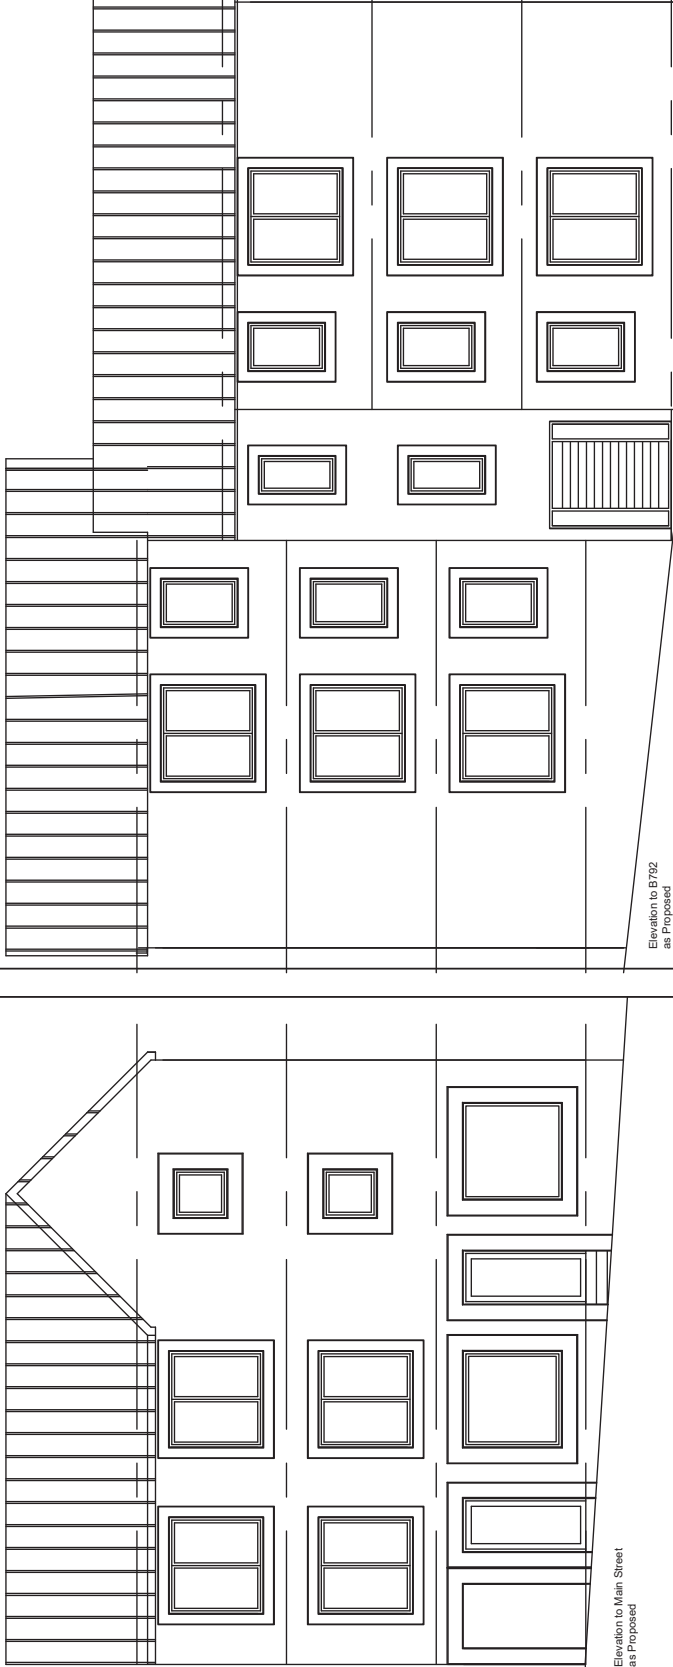 Elevation to B792
as Proposed
Elevation to Main Street
as Proposed